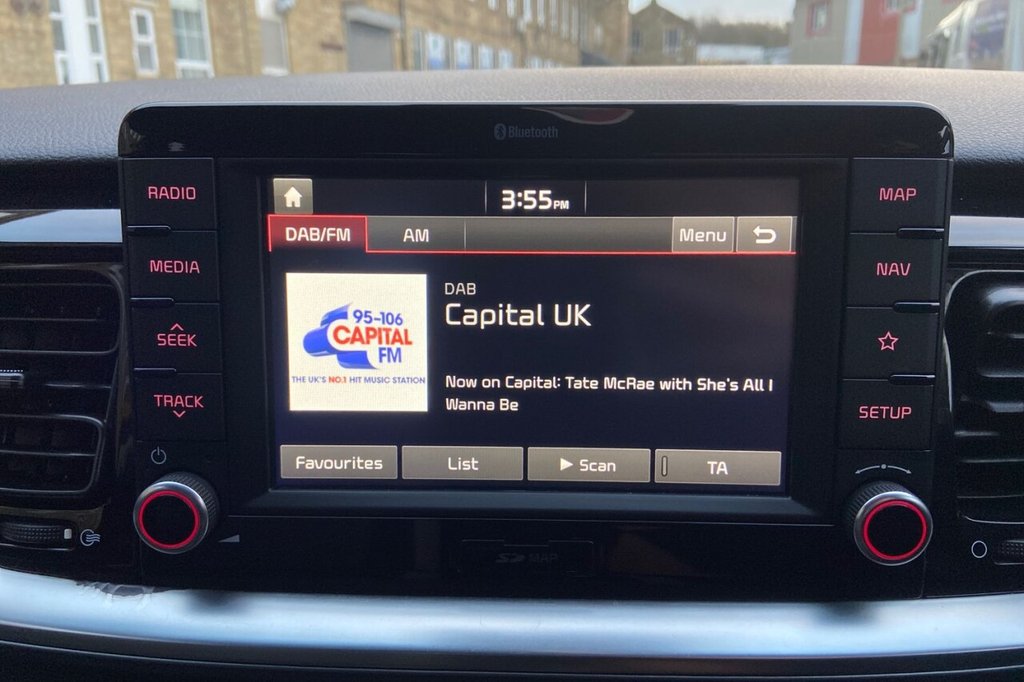 Bluetooth
RADIO
MEDIA
SEEK
TRACK
3:55PM
DAB/FM AM Menu
95-106
CAPITAL
FM
THE UK'S NO.1 HIT MUSIC STATION
DAB
Capital UK
Now on Capital: Tate McRae with She's All I
Wanna Be
Favourites List Scan TA
MAP
NAV
SETUP
SD MAP